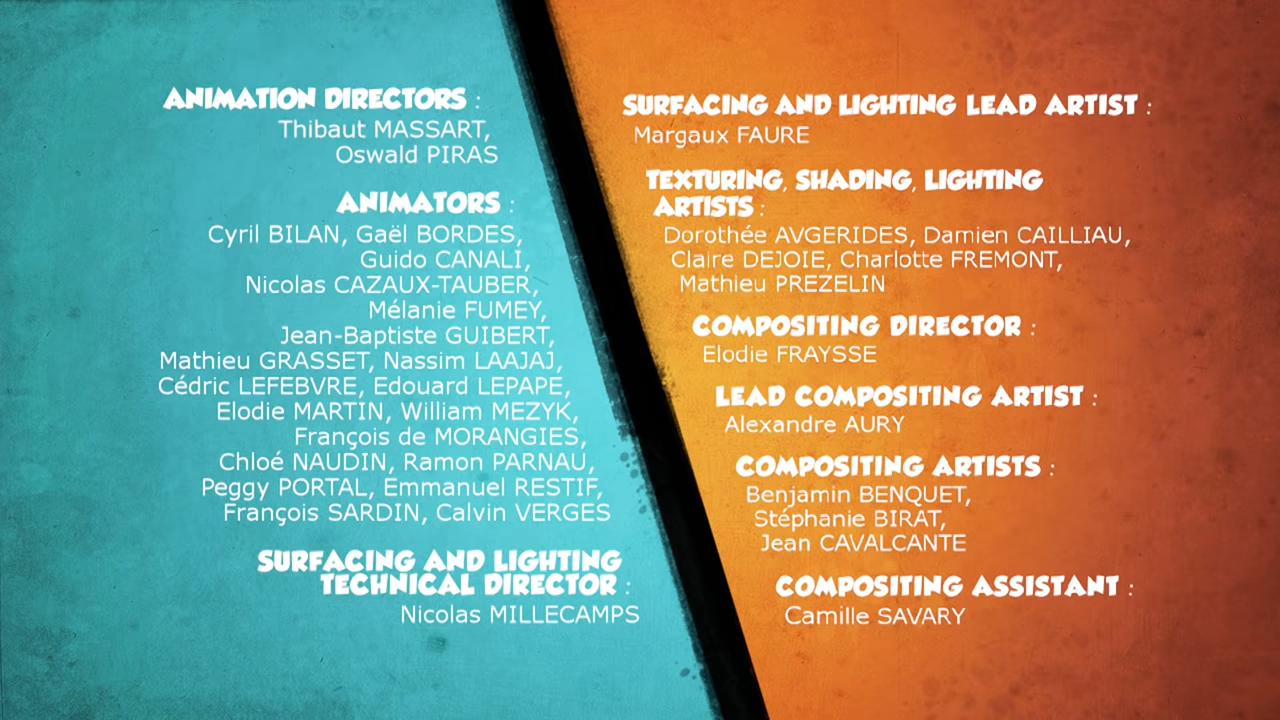 ANIMATION DIRECTORS :
Thibaut MASSART,
Oswald PIRAS
ANIMATORS :
Cyril BILAN, Gaël BORDES,
Guido CANALI,
Nicolas CAZAUX-TAUBER,
Mélanie FUMEY,
Jean-Baptiste GUIBERT,
Mathieu GRASSET, Nassim LAAJAJ,
Cédric LEFEBVRE, Edouard LEPAPE,
Elodie MARTIN, William MEZYK,
François de MORANGIES,
Chloé NAUDIN, Ramon PARNAU,
Peggy PORTAL, Emmanuel RESTIF,
François SARDIN, Calvin VERGES
SURFACING AND LIGHTING
TECHNICAL DIRECTOR :
Nicolas MILLECAMPS
SURFACING AND LIGHTING LEAD ARTIST :
Margaux FAURE
TEXTURING, SHADING, LIGHTING
ARTISTS :
Dorothée AVGERIDES, Damien CAILLIAU,
Claire DEJOIE, Charlotte FREMONT,
Mathieu PREZELIN
COMPOSITING DIRECTOR :
Elodie FRAYSSE
LEAD COMPOSITING ARTIST :
Alexandre AURY
COMPOSITING ARTISTS :
Benjamin BENQUET,
Stéphanie BIRAT,
Jean CAVALCANTE
COMPOSITING ASSISTANT :
Camille SAVARY